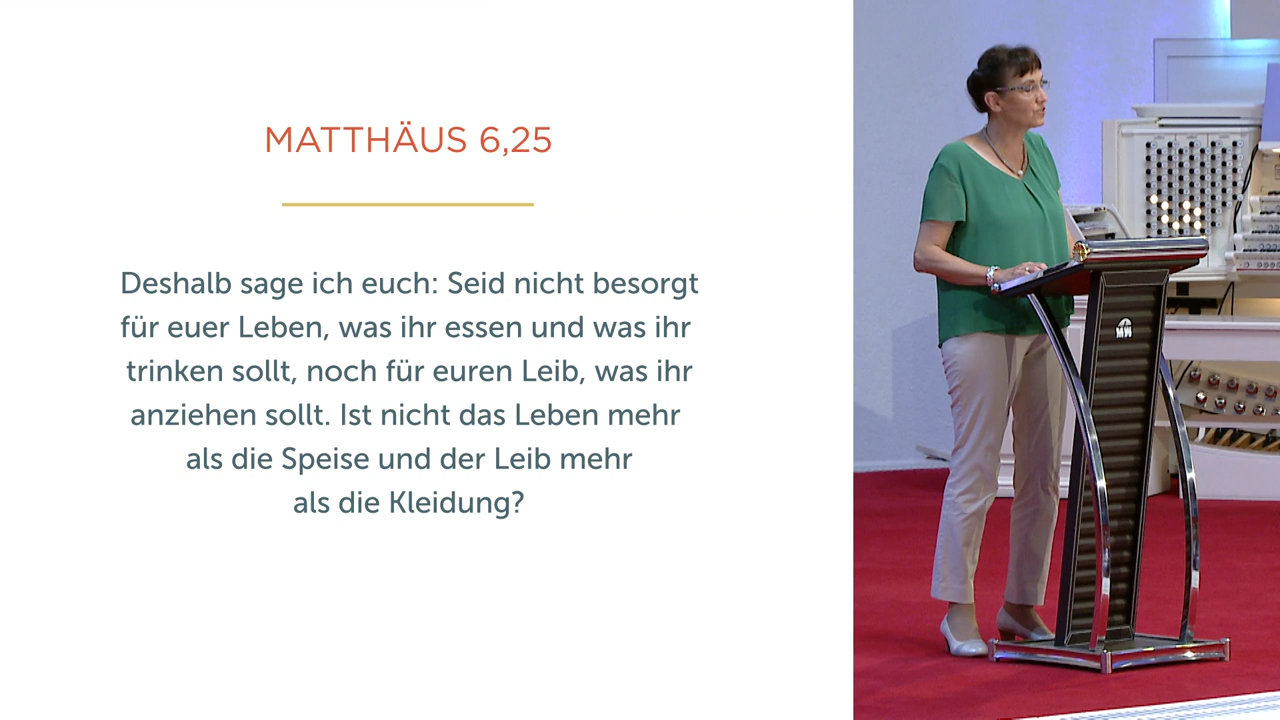 MATTHÄUS 6,25
Deshalb sage ich euch: Seid nicht besorgt
für euer Leben, was ihr essen und was ihr
trinken sollt, noch für euren Leib, was ihr
anziehen sollt. Ist nicht das Leben mehr
als die Speise und der Leib mehr
als die Kleidung?